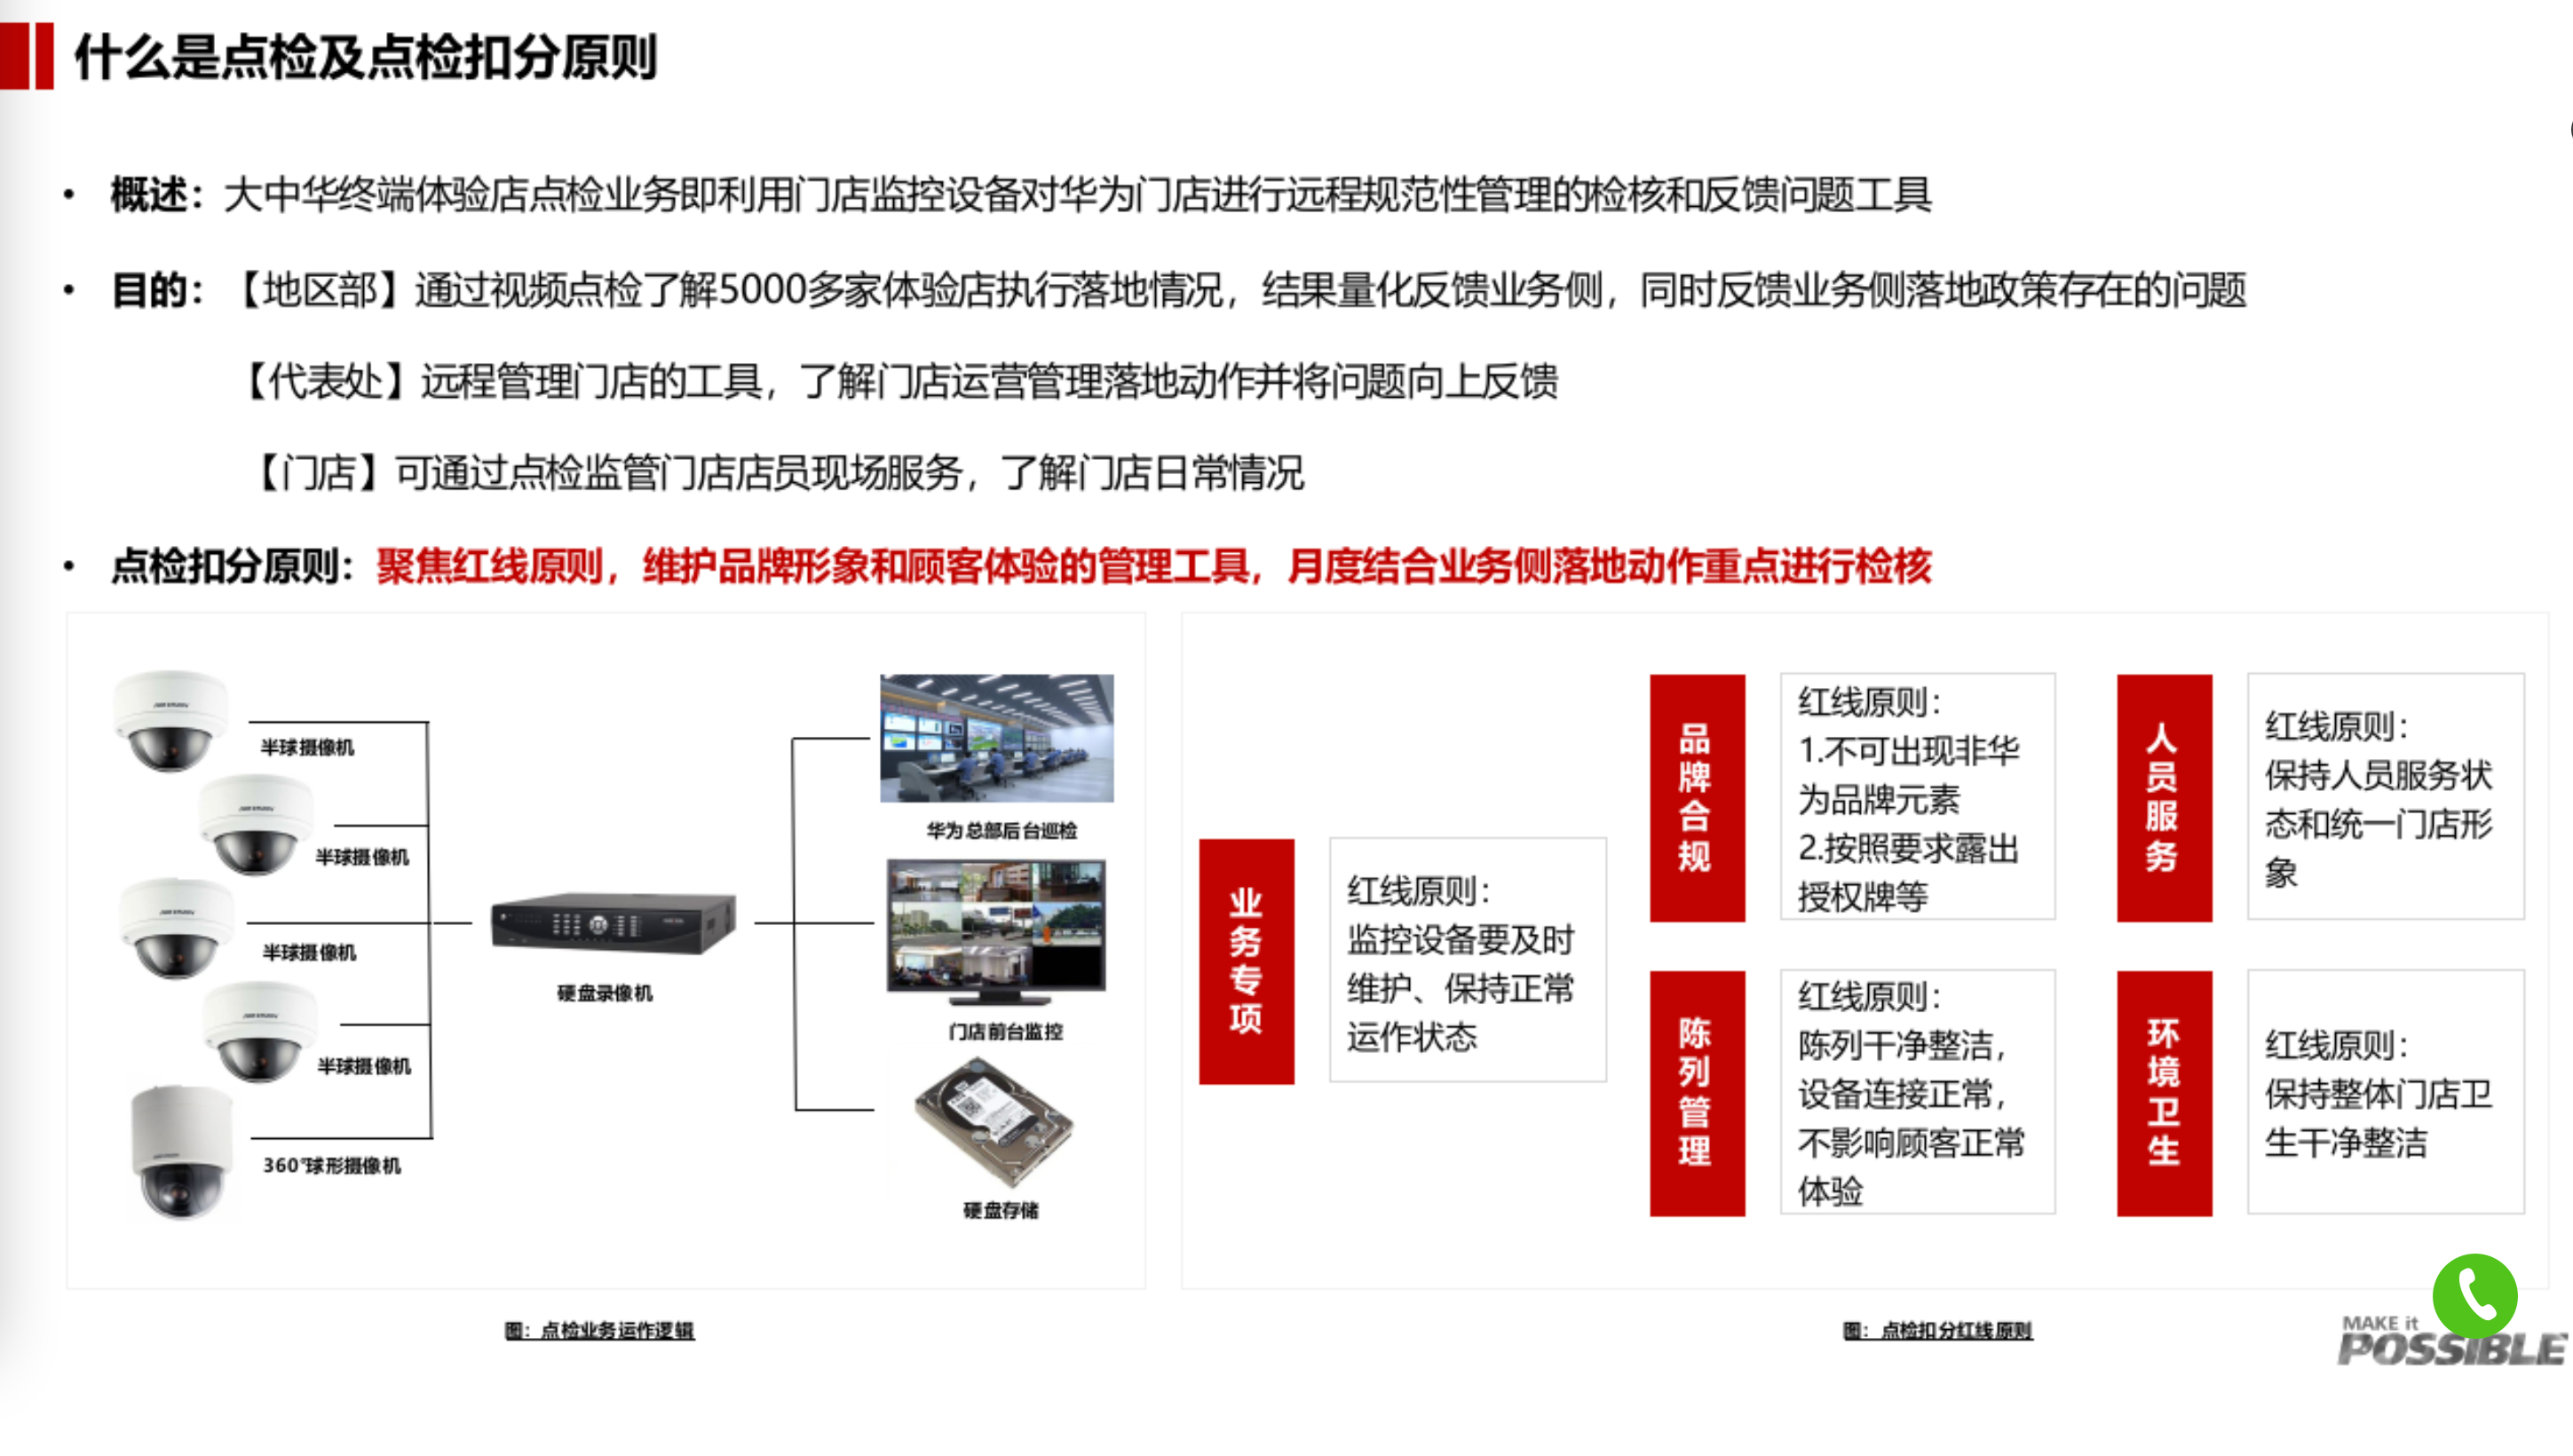 什么是点检及点检扣分原则
• 概述：大中华终端体验店点检业务即利用门店监控设备对华为门店进行远程规范性管理的检核和反馈问题工具
• 目的：【地区部】通过视频点检了解5000多家体验店执行落地情况，结果量化反馈业务侧，同时反馈业务侧落地政策存在的问题
【代表处】远程管理门店的工具，了解门店运营管理落地动作并将问题向上反馈
【门店】可通过点检监管门店店员现场服务，了解门店日常情况
• 点检扣分原则：聚焦红线原则，维护品牌形象和顾客体验的管理工具，月度结合业务侧落地动作重点进行检核
半球摄像机
半球摄像机
半球摄像机
半球摄像机
360°球形摄像机
硬盘录像机
华为总部后台巡检
门店前台监控
硬盘存储
图：点检业务运作逻辑
业务专项
红线原则：
监控设备要及时
维护、保持正常
运作状态
品牌合规
红线原则：
1.不可出现非华
为品牌元素
2.按照要求露出
授权牌等
人员服务
红线原则：
保持人员服务状
态和统一门店形
象
陈列管理
红线原则：
陈列干净整洁，
设备连接正常，
不影响顾客正常
体验
环境卫生
红线原则：
保持整体门店卫
生干净整洁
图：点检扣分红线原则
MAKE it
POSSIBLE